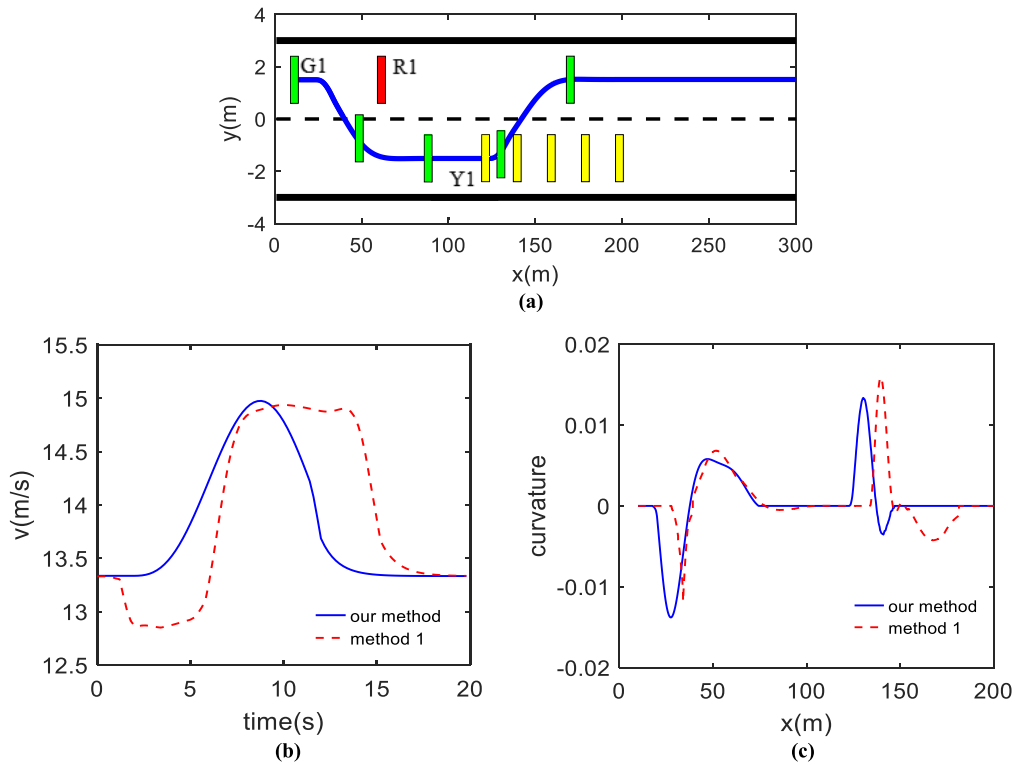 4
2
0
-2
-4
y(m)
G1
R1
Y1
0 50 100 150 200 250 300
x(m)
(a)
15.5
15
14.5
14
13.5
13
12.5
v(m/s)
our method
method 1
0 5 10 15 20
time(s)
(b)
0.02
0.01
0
-0.01
-0.02
curvature
our method
method 1
0 50 100 150 200
x(m)
(c)